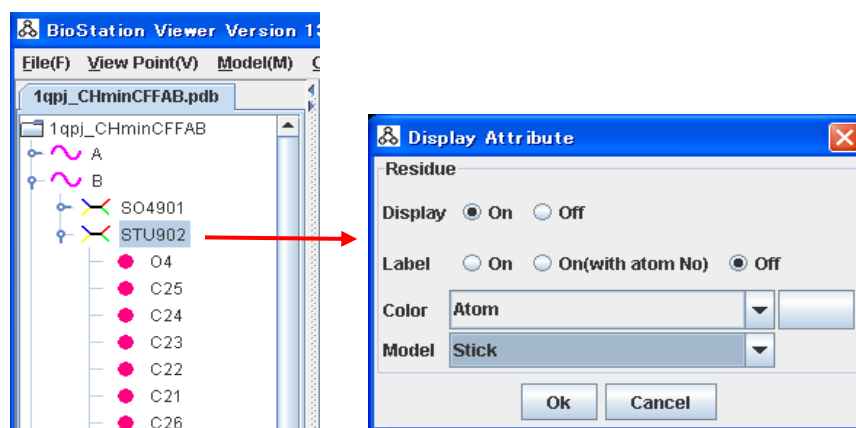 BioStation Viewer Version
File(F) View Point(V) Model(M)
1qpj_CHminCFFAB.pdb
1qpj_CHminCFFAB
A
B
SO4901
STU902
O4
C25
C24
C23
C22
C21
C26
Display Attribute
Residue
Display On Off
Label On On(with atom No) Off
Color Atom
Model Stick
Ok Cancel